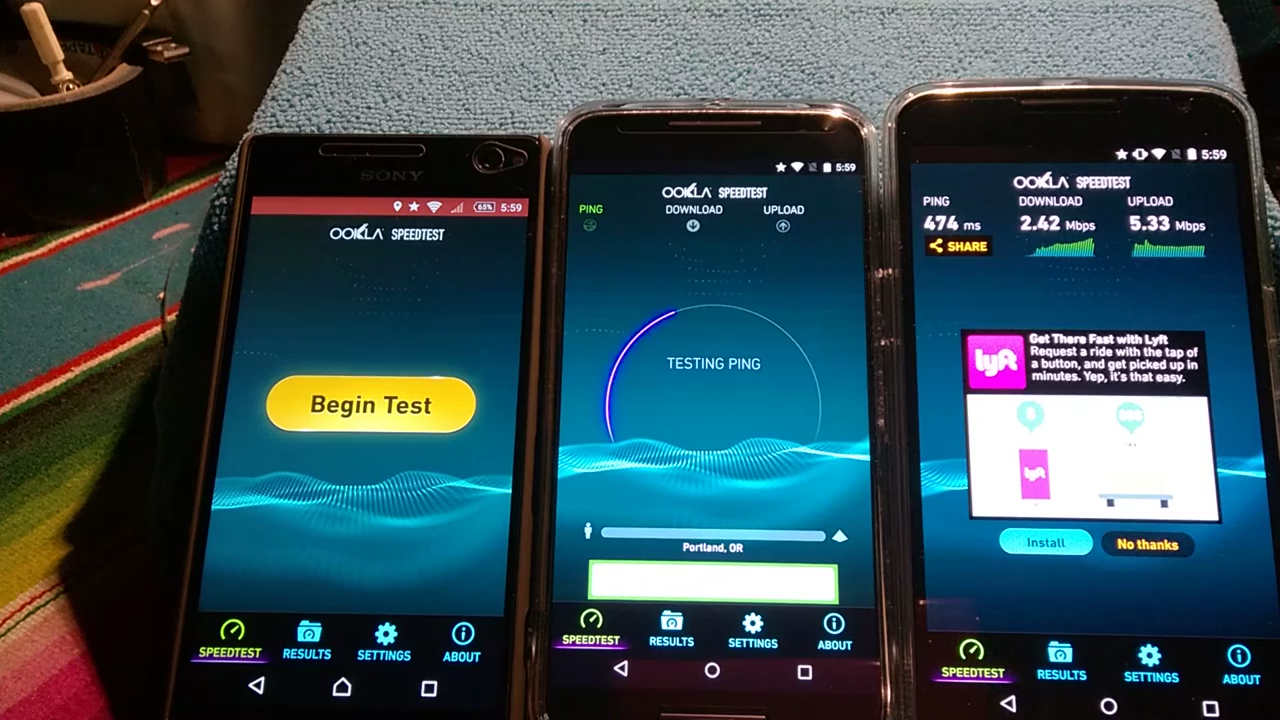 SONY
65% 5:59
OOKLA SPEEDTEST
Begin Test
SPEEDTEST RESULTS SETTINGS ABOUT
5:59
OOKLA SPEEDTEST
PING DOWNLOAD UPLOAD
TESTING PING
Portland, OR
SPEEDTEST RESULTS SETTINGS ABOUT
5:59
OOKLA SPEEDTEST
PING DOWNLOAD UPLOAD
474 ms 2.42 Mbps 5.33 Mbps
SHARE
lyft
Get There Fast with Lyft
Request a ride with the tap of
a button, and get picked up in
minutes. Yep, it's that easy.
$
lyft
Install No thanks
SPEEDTEST RESULTS SETTINGS ABOUT